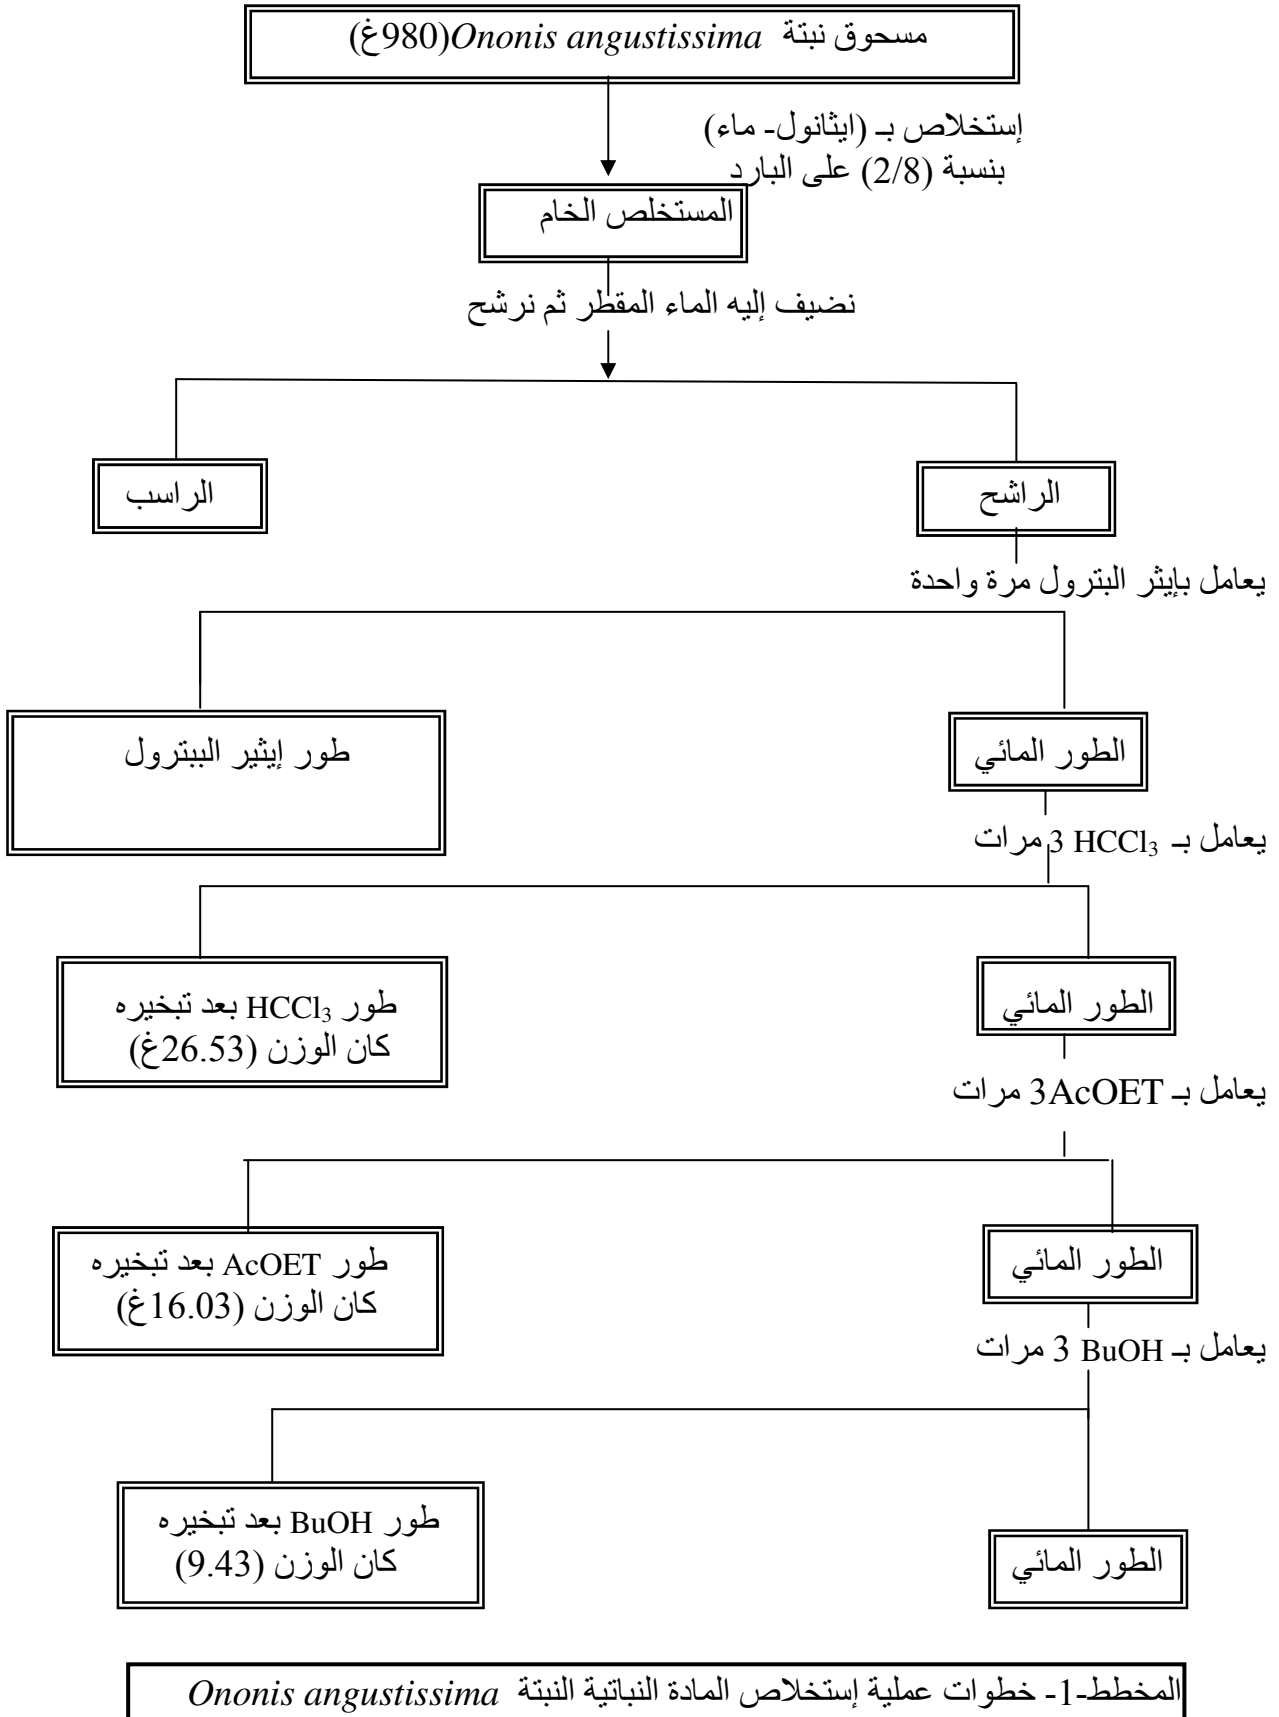 مسحوق نبتة Ononis angustissima(980غ)
إستخلاص بـ (ايثانول- ماء)
بنسبة (2/8) على البارد
المستخلص الخام
نضيف إليه الماء المقطر ثم نرشح
الراشح
الراسب
يعامل بإيثر البترول مرة واحدة
الطور المائي
طور إيثير الببترول
يعامل بـ HCCl₃ 3 مرات
الطور المائي
طور HCCl₃ بعد تبخيره
كان الوزن (26.53غ)
يعامل بـ 3AcOET مرات
الطور المائي
طور AcOET بعد تبخيره
كان الوزن (16.03غ)
يعامل بـ BuOH 3 مرات
طور BuOH بعد تبخيره
كان الوزن (9.43)
الطور المائي
المخطط-1- خطوات عملية إستخلاص المادة النباتية النبتة Ononis angustissima